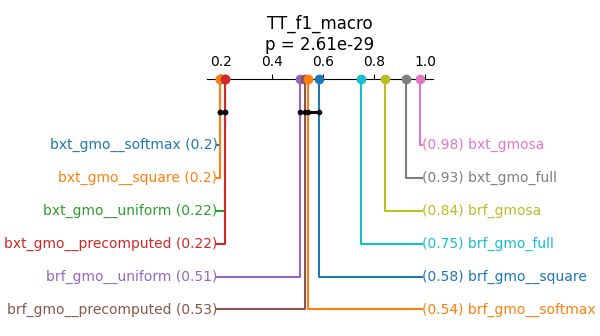 TT_f1_macro
p = 2.61e-29
0.2 0.4 0.6 0.8 1.0
bxt_gmo__softmax (0.2)
(0.98) bxt_gmosa
bxt_gmo__square (0.2)
(0.93) bxt_gmo_full
bxt_gmo__uniform (0.22)
(0.84) brf_gmosa
bxt_gmo__precomputed (0.22)
(0.75) brf_gmo_full
brf_gmo__uniform (0.51)
(0.58) brf_gmo__square
brf_gmo__precomputed (0.53)
(0.54) brf_gmo__softmax